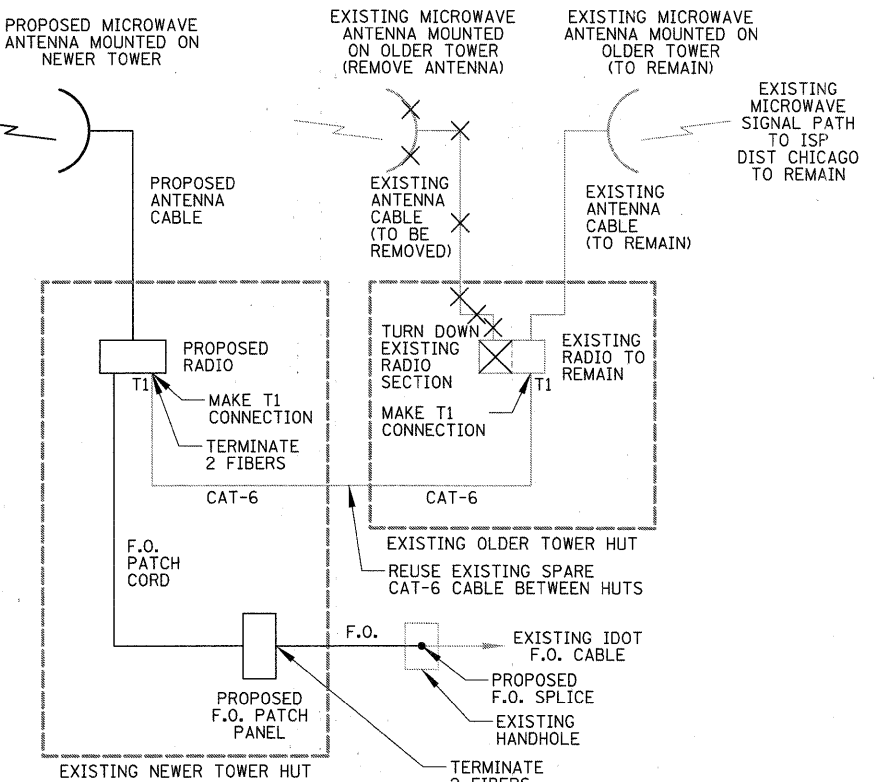 PROPOSED MICROWAVE
ANTENNA MOUNTED ON
NEWER TOWER
EXISTING MICROWAVE
ANTENNA MOUNTED
ON OLDER TOWER
(REMOVE ANTENNA)
EXISTING MICROWAVE
ANTENNA MOUNTED ON
OLDER TOWER
(TO REMAIN)
EXISTING
MICROWAVE
SIGNAL PATH
TO ISP
DIST CHICAGO
TO REMAIN
PROPOSED
ANTENNA
CABLE
EXISTING
ANTENNA
CABLE
(TO BE
REMOVED)
EXISTING
ANTENNA
CABLE
(TO REMAIN)
PROPOSED
RADIO
T1
MAKE T1
CONNECTION
TERMINATE
2 FIBERS
TURN DOWN
EXISTING
RADIO
SECTION
EXISTING
RADIO TO
REMAIN
T1
MAKE T1
CONNECTION
CAT-6
CAT-6
EXISTING OLDER TOWER HUT
REUSE EXISTING SPARE
CAT-6 CABLE BETWEEN HUTS
F.O.
PATCH
CORD
F.O.
EXISTING IDOT
F.O. CABLE
PROPOSED
F.O. SPLICE
EXISTING
HANDHOLE
PROPOSED
F.O. PATCH
PANEL
TERMINATE
2 FIBERS
EXISTING NEWER TOWER HUT